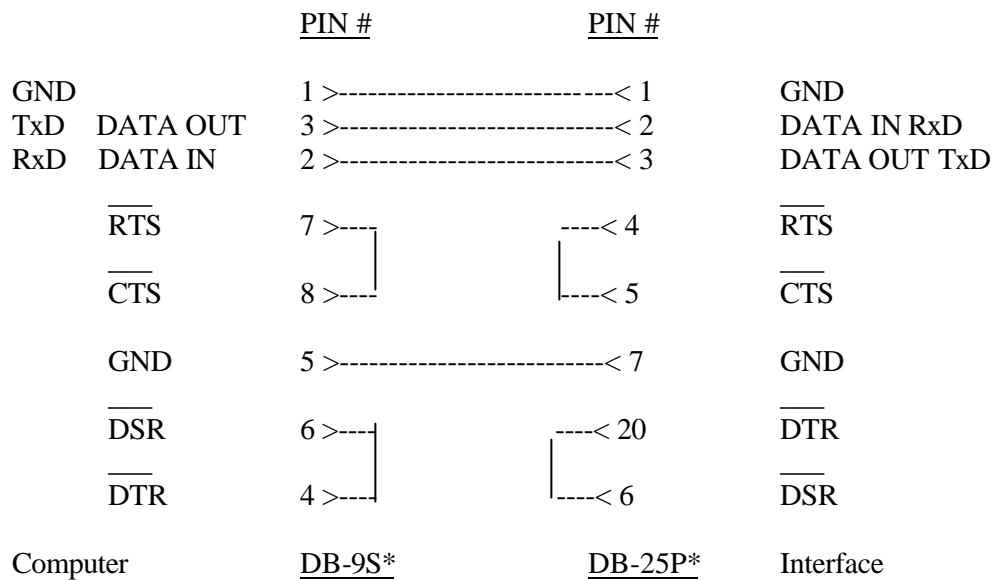 PIN # PIN #
GND 1 >-----------------------------< 1 GND
TxD DATA OUT 3 >-----------------------------< 2 DATA IN RxD
RxD DATA IN 2 >-----------------------------< 3 DATA OUT TxD
RTS 7 >---- ----< 4 RTS
CTS 8 >---- ----< 5 CTS
GND 5 >----------------------------< 7 GND
DSR 6 >---- ----< 20 DTR
DTR 4 >---- ----< 6 DSR
Computer DB-9S* DB-25P* Interface